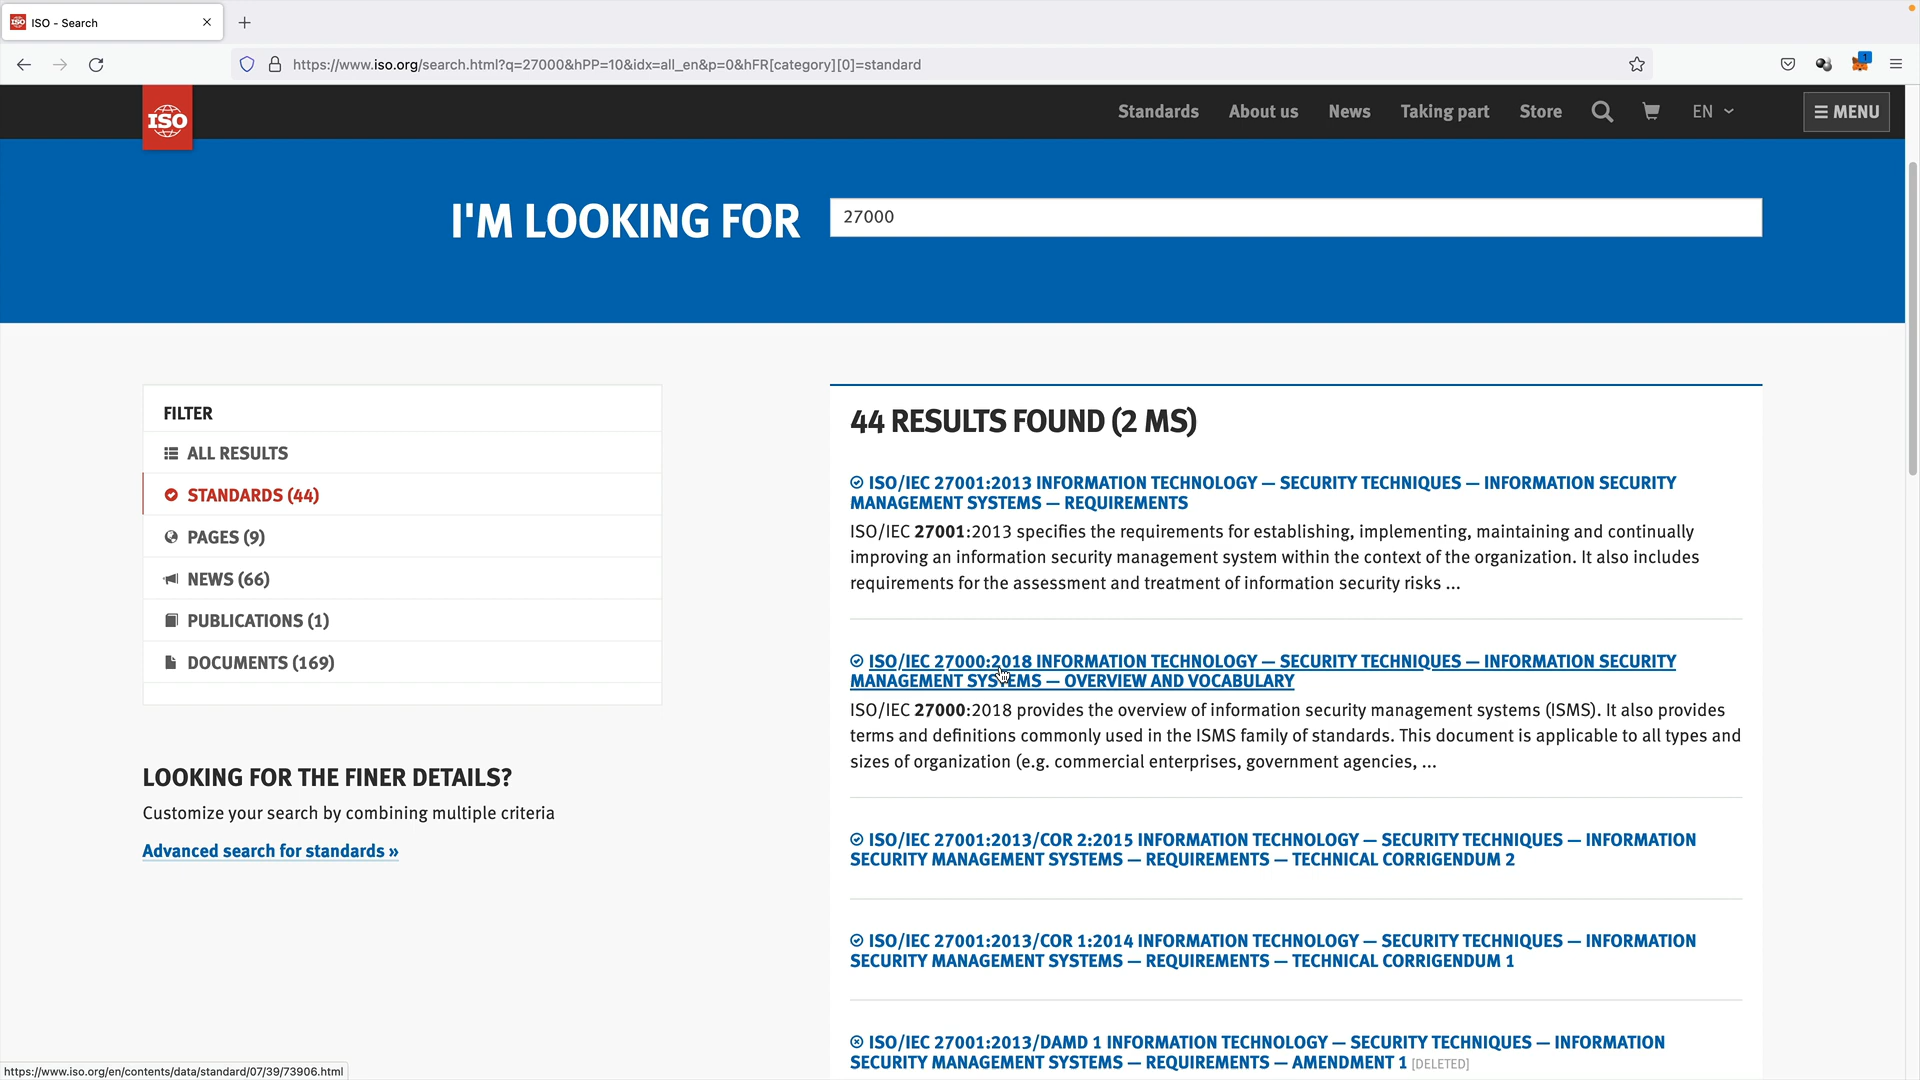 ISO - Search
https://www.iso.org/search.html?q=27000&hPP=10&idx=all_en&p=0&hFR[category][0]=standard
1
ISO
Standards About us News Taking part Store EN MENU
I'M LOOKING FOR 27000
FILTER
ALL RESULTS
STANDARDS (44)
PAGES (9)
NEWS (66)
PUBLICATIONS (1)
DOCUMENTS (169)
LOOKING FOR THE FINER DETAILS?
Customize your search by combining multiple criteria
Advanced search for standards »
44 RESULTS FOUND (2 MS)
ISO/IEC 27001:2013 INFORMATION TECHNOLOGY — SECURITY TECHNIQUES — INFORMATION SECURITY
MANAGEMENT SYSTEMS — REQUIREMENTS
ISO/IEC 27001:2013 specifies the requirements for establishing, implementing, maintaining and continually
improving an information security management system within the context of the organization. It also includes
requirements for the assessment and treatment of information security risks ...
ISO/IEC 27000:2018 INFORMATION TECHNOLOGY — SECURITY TECHNIQUES — INFORMATION SECURITY
MANAGEMENT SYSTEMS — OVERVIEW AND VOCABULARY
ISO/IEC 27000:2018 provides the overview of information security management systems (ISMS). It also provides
terms and definitions commonly used in the ISMS family of standards. This document is applicable to all types and
sizes of organization (e.g. commercial enterprises, government agencies, ...
ISO/IEC 27001:2013/COR 2:2015 INFORMATION TECHNOLOGY — SECURITY TECHNIQUES — INFORMATION
SECURITY MANAGEMENT SYSTEMS — REQUIREMENTS — TECHNICAL CORRIGENDUM 2
ISO/IEC 27001:2013/COR 1:2014 INFORMATION TECHNOLOGY — SECURITY TECHNIQUES — INFORMATION
SECURITY MANAGEMENT SYSTEMS — REQUIREMENTS — TECHNICAL CORRIGENDUM 1
ISO/IEC 27001:2013/DAMD 1 INFORMATION TECHNOLOGY — SECURITY TECHNIQUES — INFORMATION
SECURITY MANAGEMENT SYSTEMS — REQUIREMENTS — AMENDMENT 1 [DELETED]
https://www.iso.org/en/contents/data/standard/07/39/73906.html